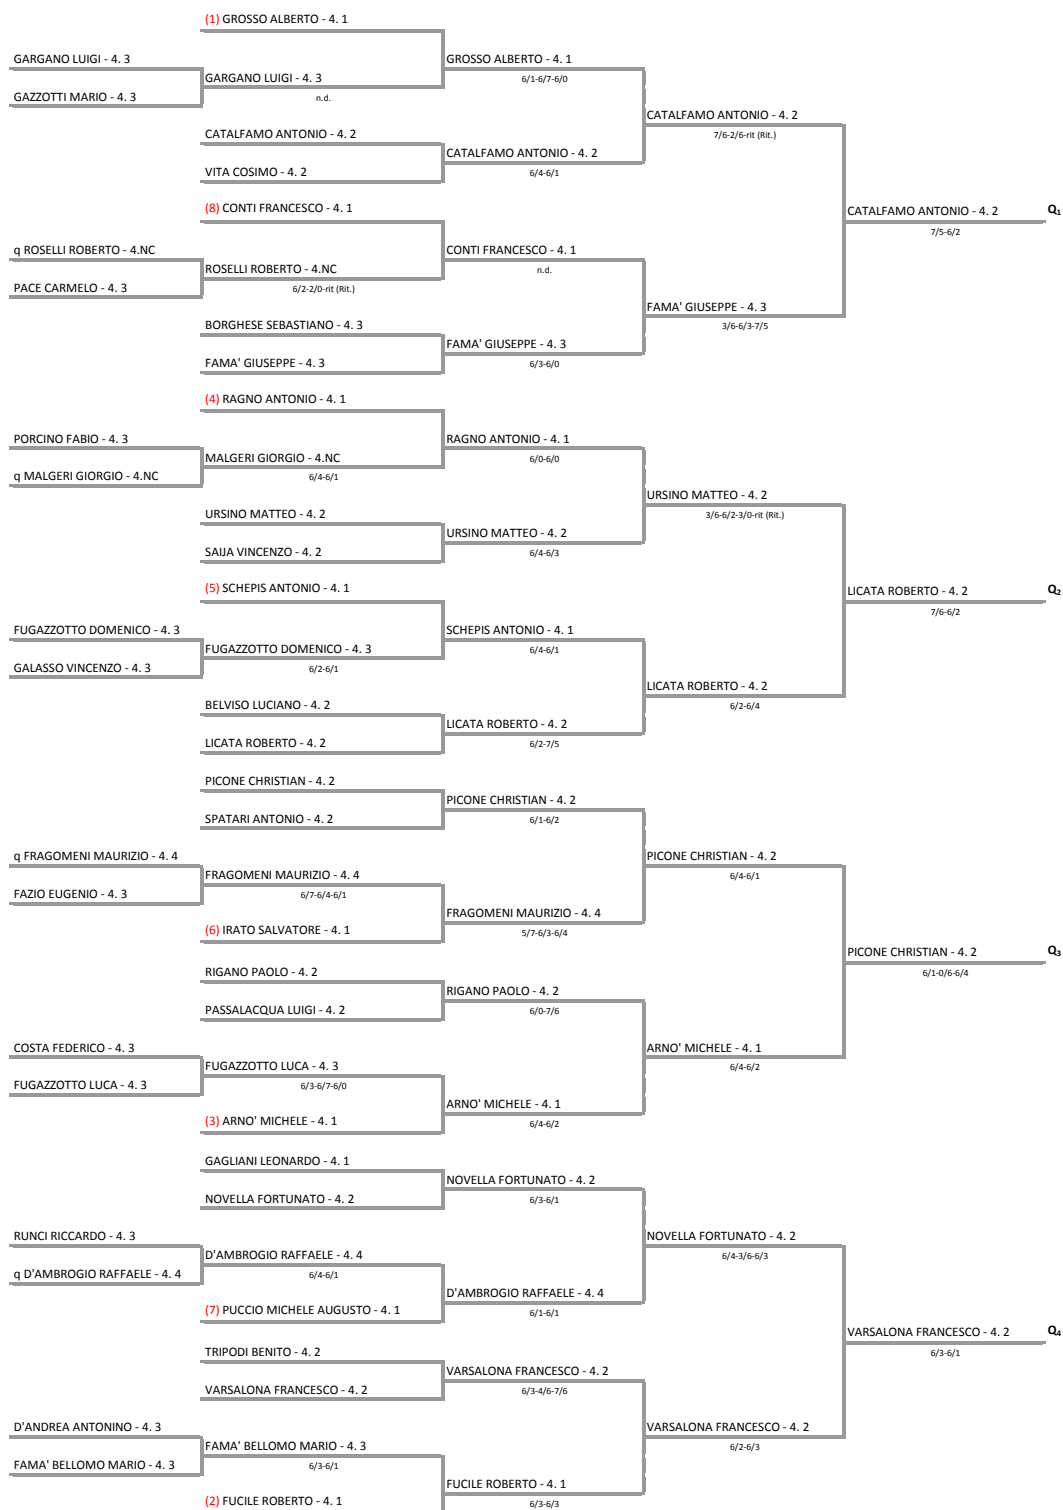 (1) GROSSO ALBERTO - 4. 1
GARGANO LUIGI - 4. 3
GROSSO ALBERTO - 4. 1
6/1-6/7-6/0
GARGANO LUIGI - 4. 3
n.d.
GAZZOTTI MARIO - 4. 3
CATALFAMO ANTONIO - 4. 2
7/6-2/6-rit (Rit.)
CATALFAMO ANTONIO - 4. 2
CATALFAMO ANTONIO - 4. 2
6/4-6/1
VITA COSIMO - 4. 2
(8) CONTI FRANCESCO - 4. 1
CATALFAMO ANTONIO - 4. 2
Q1
7/5-6/2
q ROSELLI ROBERTO - 4.NC
CONTI FRANCESCO - 4. 1
n.d.
ROSELLI ROBERTO - 4.NC
6/2-2/0-rit (Rit.)
PACE CARMELO - 4. 3
FAMA' GIUSEPPE - 4. 3
3/6-6/3-7/5
BORGHESE SEBASTIANO - 4. 3
FAMA' GIUSEPPE - 4. 3
6/3-6/0
FAMA' GIUSEPPE - 4. 3
(4) RAGNO ANTONIO - 4. 1
PORCINO FABIO - 4. 3
RAGNO ANTONIO - 4. 1
6/0-6/0
MALGERI GIORGIO - 4.NC
6/4-6/1
q MALGERI GIORGIO - 4.NC
URSINO MATTEO - 4. 2
3/6-6/2-3/0-rit (Rit.)
URSINO MATTEO - 4. 2
URSINO MATTEO - 4. 2
6/4-6/3
SAIJA VINCENZO - 4. 2
(5) SCHEPIS ANTONIO - 4. 1
LICATA ROBERTO - 4. 2
Q2
7/6-6/2
FUGAZZOTTO DOMENICO - 4. 3
SCHEPIS ANTONIO - 4. 1
6/4-6/1
FUGAZZOTTO DOMENICO - 4. 3
6/2-6/1
GALASSO VINCENZO - 4. 3
LICATA ROBERTO - 4. 2
6/2-6/4
BELVISO LUCIANO - 4. 2
LICATA ROBERTO - 4. 2
6/2-7/5
LICATA ROBERTO - 4. 2
PICONE CHRISTIAN - 4. 2
PICONE CHRISTIAN - 4. 2
6/1-6/2
SPATARI ANTONIO - 4. 2
q FRAGOMENI MAURIZIO - 4. 4
PICONE CHRISTIAN - 4. 2
6/4-6/1
FRAGOMENI MAURIZIO - 4. 4
6/7-6/4-6/1
FAZIO EUGENIO - 4. 3
FRAGOMENI MAURIZIO - 4. 4
5/7-6/3-6/4
(6) IRATO SALVATORE - 4. 1
PICONE CHRISTIAN - 4. 2
Q3
6/1-0/6-6/4
RIGANO PAOLO - 4. 2
RIGANO PAOLO - 4. 2
6/0-7/6
PASSALACQUA LUIGI - 4. 2
COSTA FEDERICO - 4. 3
ARNO' MICHELE - 4. 1
6/4-6/2
FUGAZZOTTO LUCA - 4. 3
6/3-6/7-6/0
FUGAZZOTTO LUCA - 4. 3
ARNO' MICHELE - 4. 1
6/4-6/2
(3) ARNO' MICHELE - 4. 1
GAGLIANI LEONARDO - 4. 1
NOVELLA FORTUNATO - 4. 2
6/3-6/1
NOVELLA FORTUNATO - 4. 2
RUNCI RICCARDO - 4. 3
NOVELLA FORTUNATO - 4. 2
6/4-3/6-6/3
D'AMBROGIO RAFFAELE - 4. 4
6/4-6/1
q D'AMBROGIO RAFFAELE - 4. 4
D'AMBROGIO RAFFAELE - 4. 4
6/1-6/1
(7) PUCCIO MICHELE AUGUSTO - 4. 1
VARSALONA FRANCESCO - 4. 2
Q4
6/3-6/1
TRIPODI BENITO - 4. 2
VARSALONA FRANCESCO - 4. 2
6/3-4/6-7/6
VARSALONA FRANCESCO - 4. 2
D'ANDREA ANTONINO - 4. 3
VARSALONA FRANCESCO - 4. 2
6/2-6/3
FAMA' BELLOMO MARIO - 4. 3
6/3-6/1
FAMA' BELLOMO MARIO - 4. 3
FUCILE ROBERTO - 4. 1
6/3-6/3
(2) FUCILE ROBERTO - 4. 1